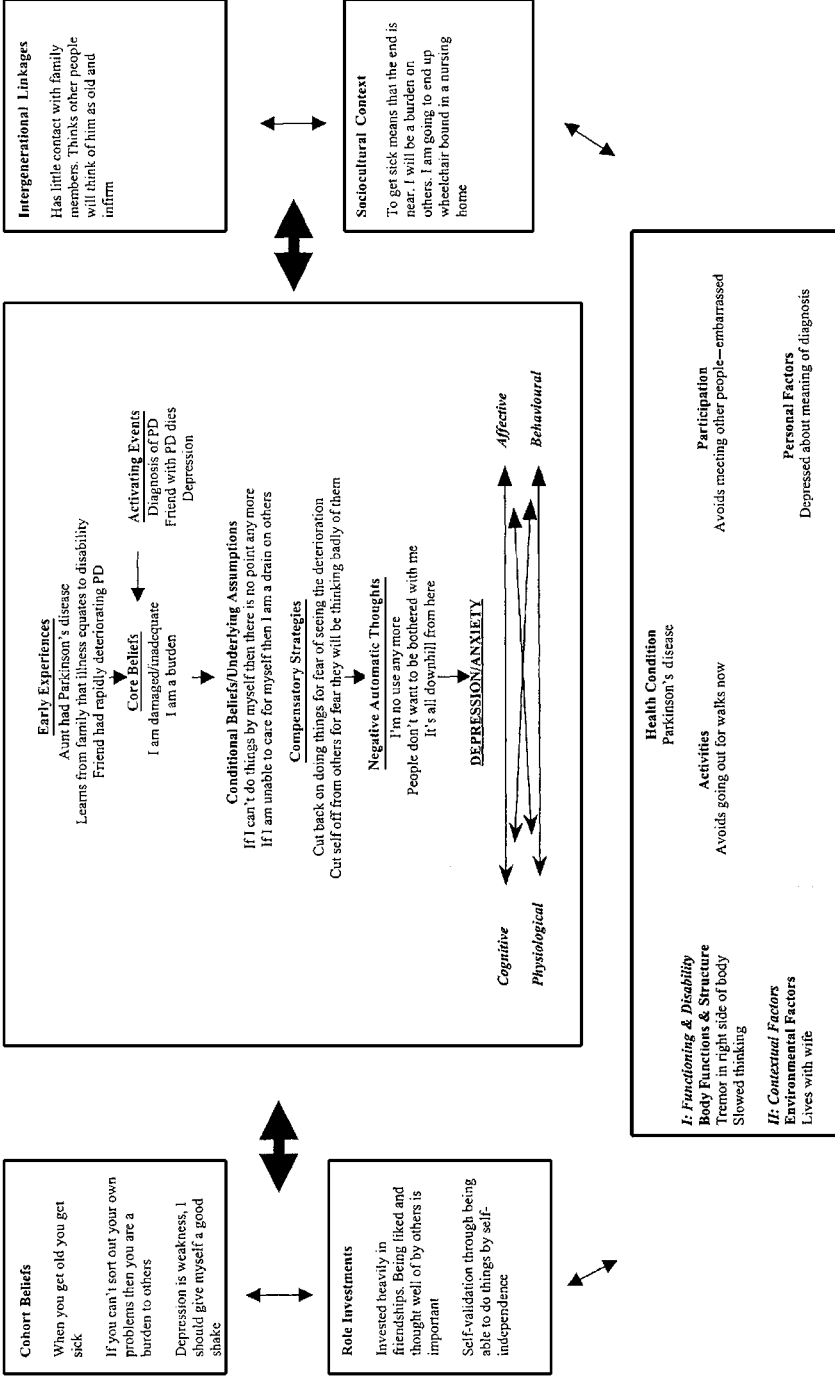 Cohort Beliefs
When you get old you get
sick
If you can't sort out your own
problems then you are a
burden to others
Depression is weakness, I
should give myself a good
shake
Role Investments
Invested heavily in
friendships. Being liked and
thought well of by others is
important
Self-validation through being
able to do things by self-
independence
Early Experiences
Aunt had Parkinson's disease
Learns from family that illness equates to disability
Friend had rapidly deteriorating PD
Core Beliefs
I am damaged/inadequate
I am a burden
Activating Events
Diagnosis of PD
Friend with PD dies
Depression
Conditional Beliefs/Underlying Assumptions
If I can't do things by myself then there is no point any more
If I am unable to care for myself then I am a drain on others
Compensatory Strategies
Cut back on doing things for fear of seeing the deterioration
Cut self off from others for fear they will be thinking badly of them
Negative Automatic Thoughts
I'm no use any more
People don't want to be bothered with me
It's all downhill from here
DEPRESSION/ANXIETY
Cognitive
Affective
Physiological
Behavioural
Intergenerational Linkages
Has little contact with family
members. Thinks other people
will think of him as old and
infirm
Sociocultural Context
To get sick means that the end is
near. I will be a burden on
others. I am going to end up
wheelchair bound in a nursing
home
Health Condition
Parkinson's disease
I: Functioning & Disability
Body Functions & Structure
Tremor in right side of body
Slowed thinking
Activities
Avoids going out for walks now
Participation
Avoids meeting other people—embarrassed
II: Contextual Factors
Environmental Factors
Lives with wife
Personal Factors
Depressed about meaning of diagnosis